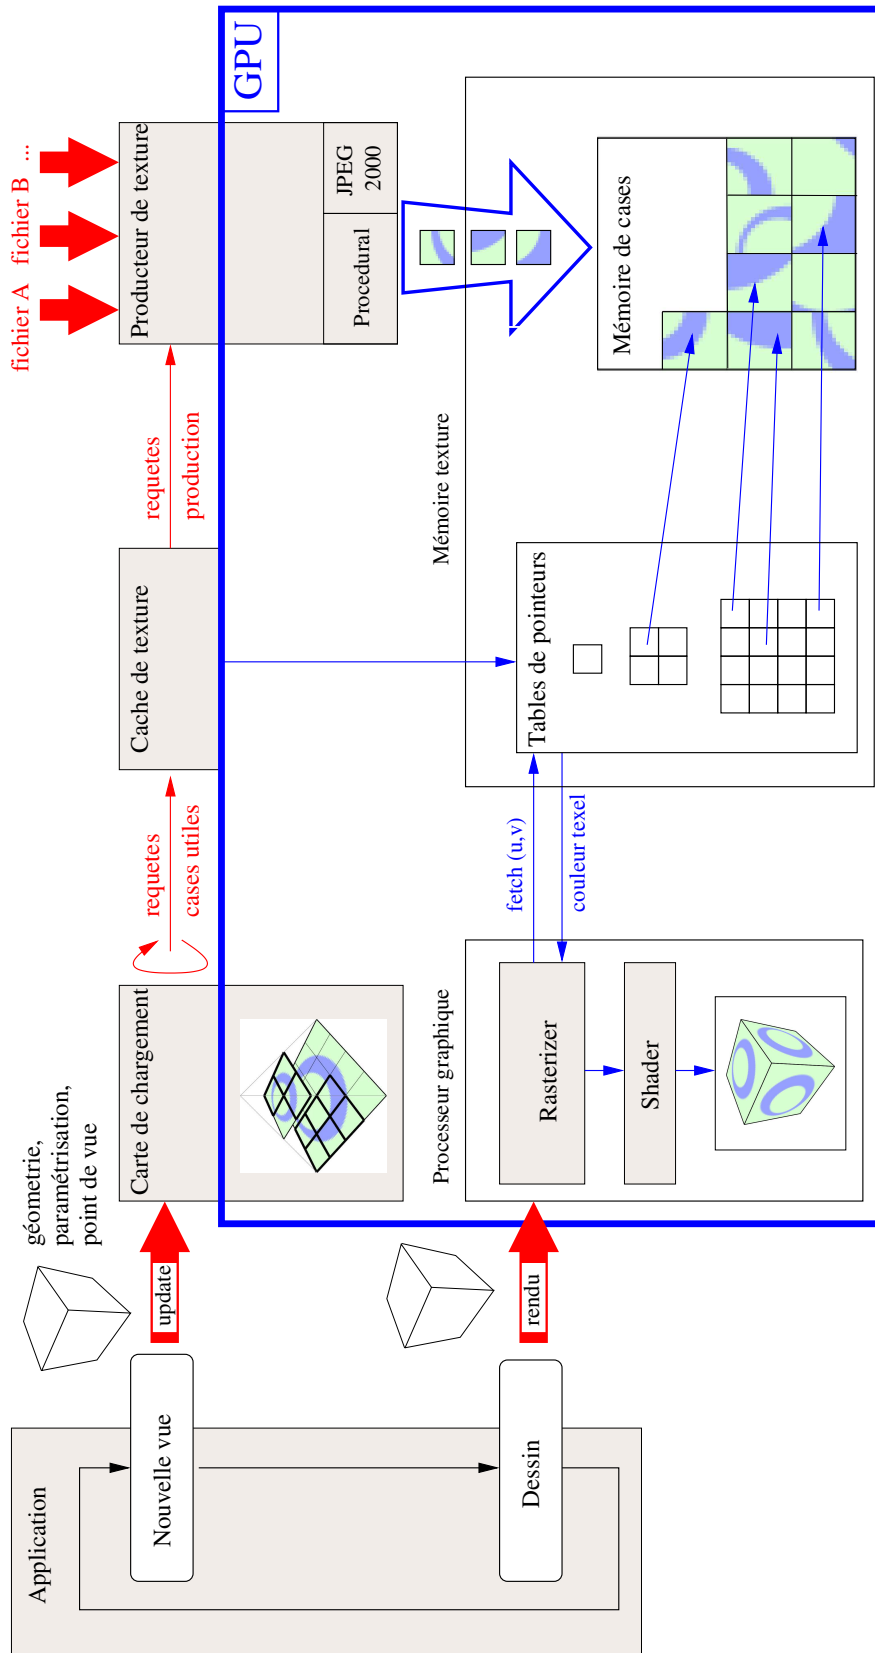 Application
Nouvelle vue
Dessin
update
rendu
géometrie,
paramétrisation,
point de vue
Carte de chargement
requetes
cases utiles
Cache de texture
requetes
production
fichier A
fichier B
...
Producteur de texture
Procedural
JPEG
2000
GPU
Processeur graphique
Rasterizer
Shader
fetch (u,v)
couleur texel
Mémoire texture
Tables de pointeurs
Mémoire de cases